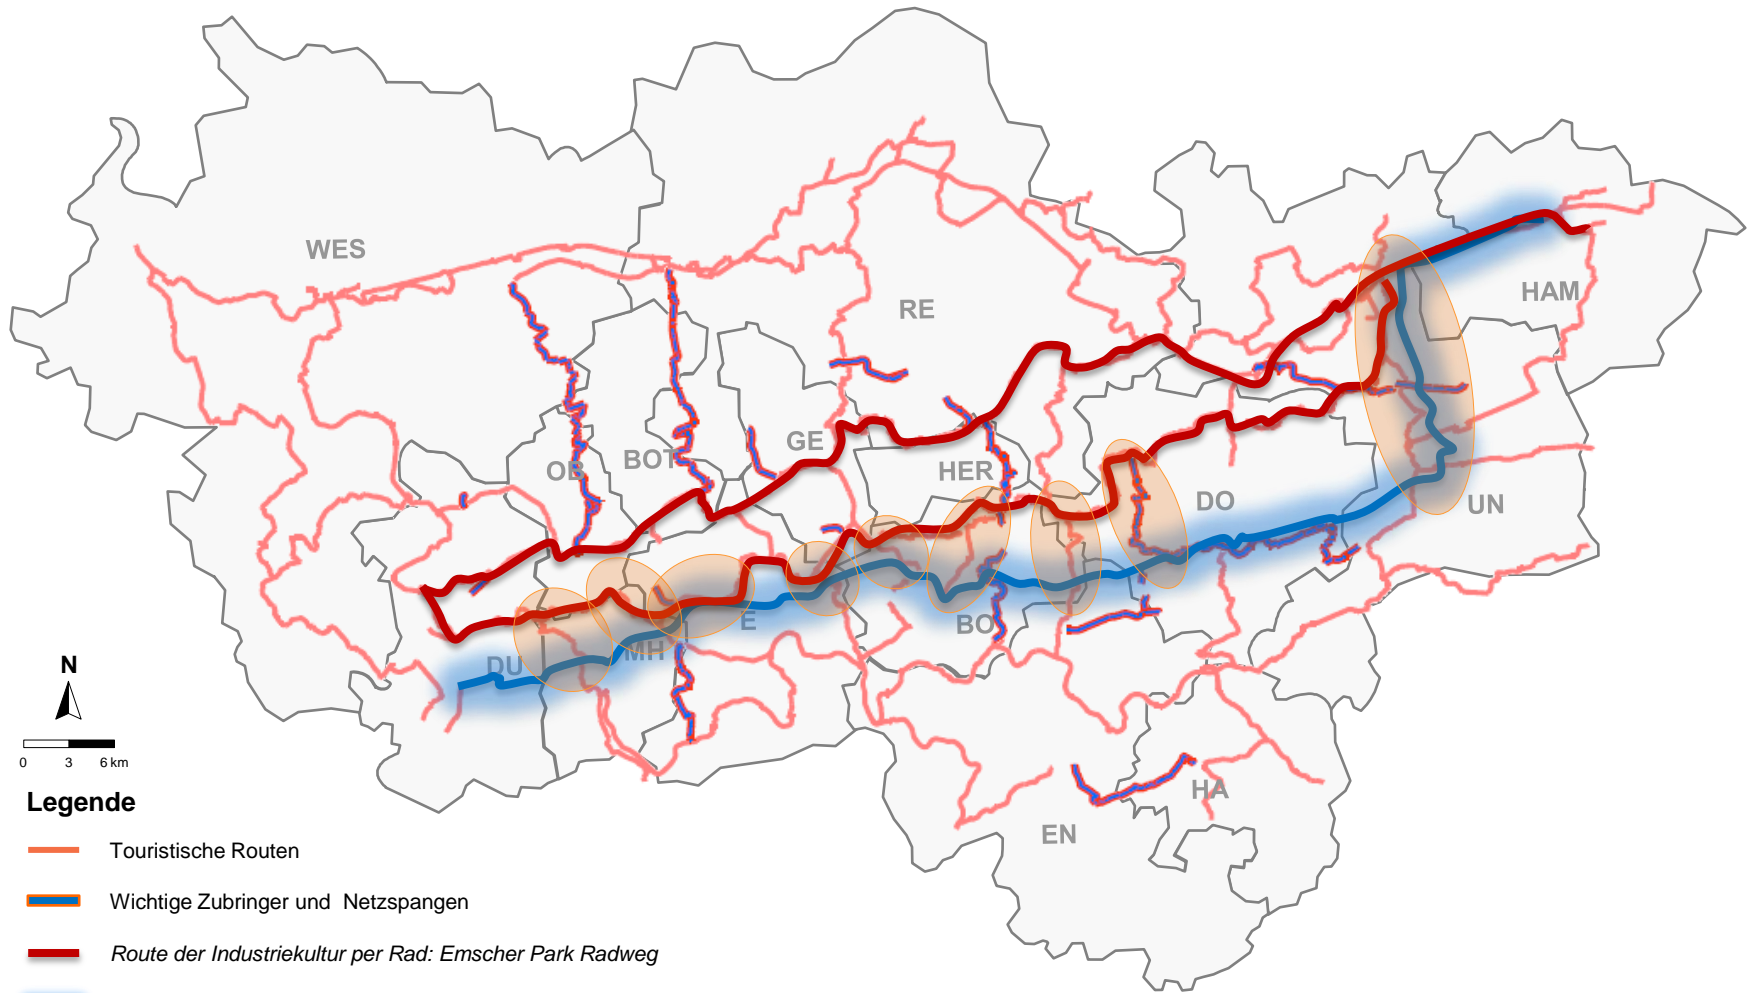 WES
RE
HAM
GE
OB
BOT
HER
DO
UN
E
BO
DU
MH
N
0 3 6 km
HA
EN
Legende
Touristische Routen
Wichtige Zubringer und Netzspangen
Route der Industriekultur per Rad: Emscher Park Radweg